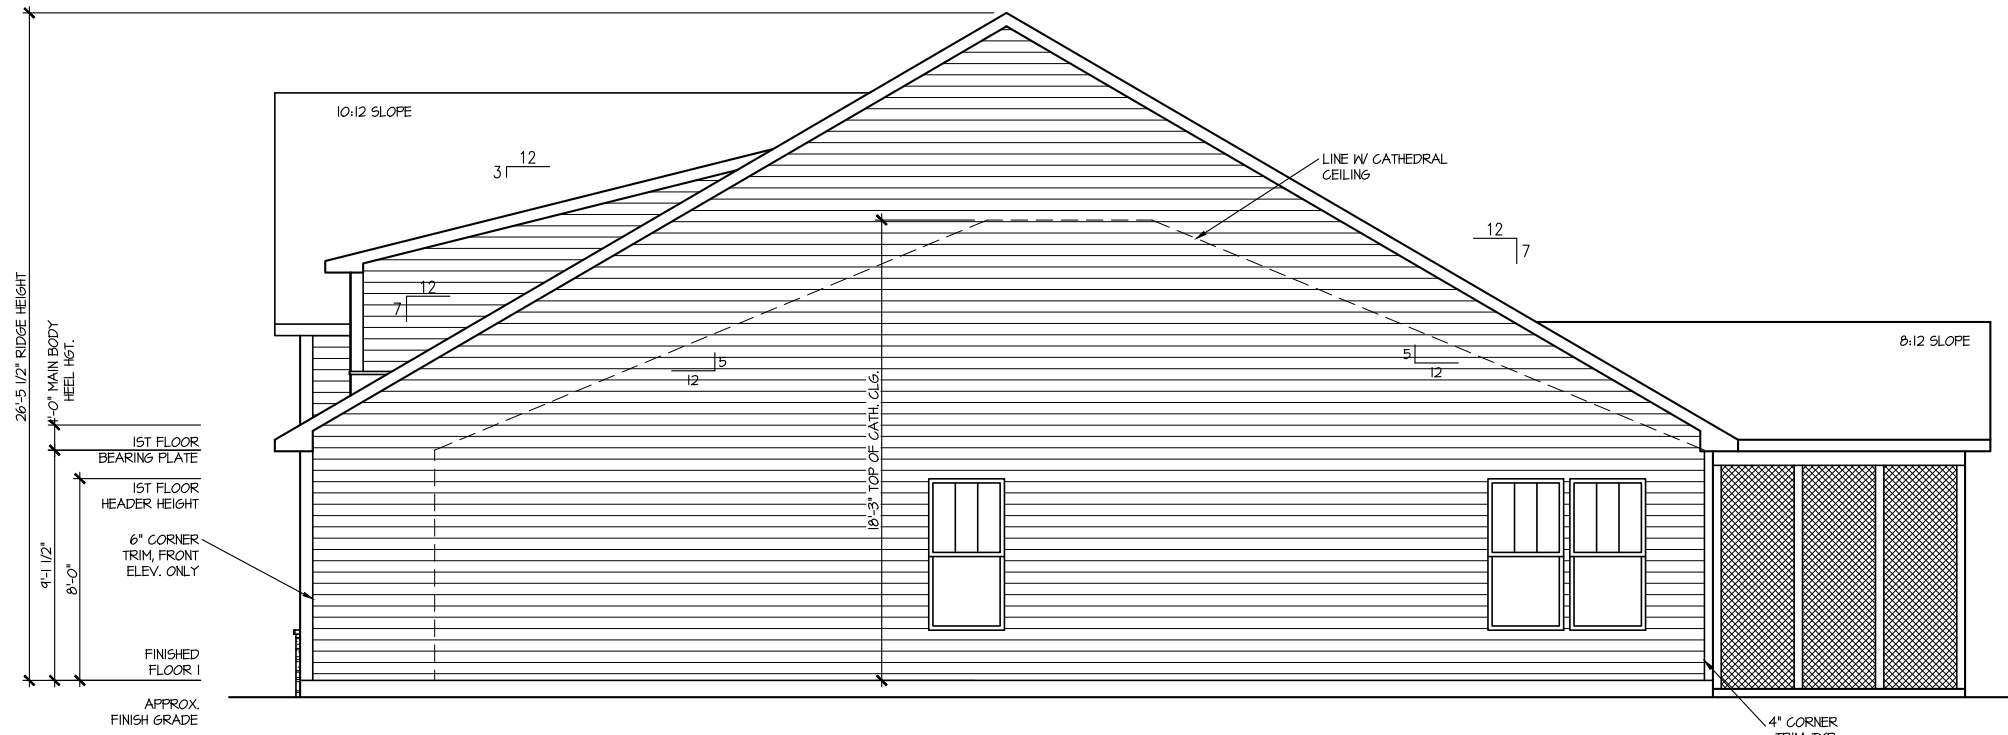 10:12 SLOPE
12
3
LINE W/ CATHEDRAL
CEILING
12
7
12
7
26'-5 1/2" RIDGE HEIGHT
MAIN BODY
HEEL HGT.
8:12 SLOPE
5
12
5
12
18'-3" TOP OF CATH. CLG.
1ST FLOOR
BEARING PLATE
1ST FLOOR
HEADER HEIGHT
6" CORNER
TRIM, FRONT
ELEV. ONLY
9'-1 1/2"
8'-0"
FINISHED
FLOOR 1
APPROX.
FINISH GRADE
4" CORNER